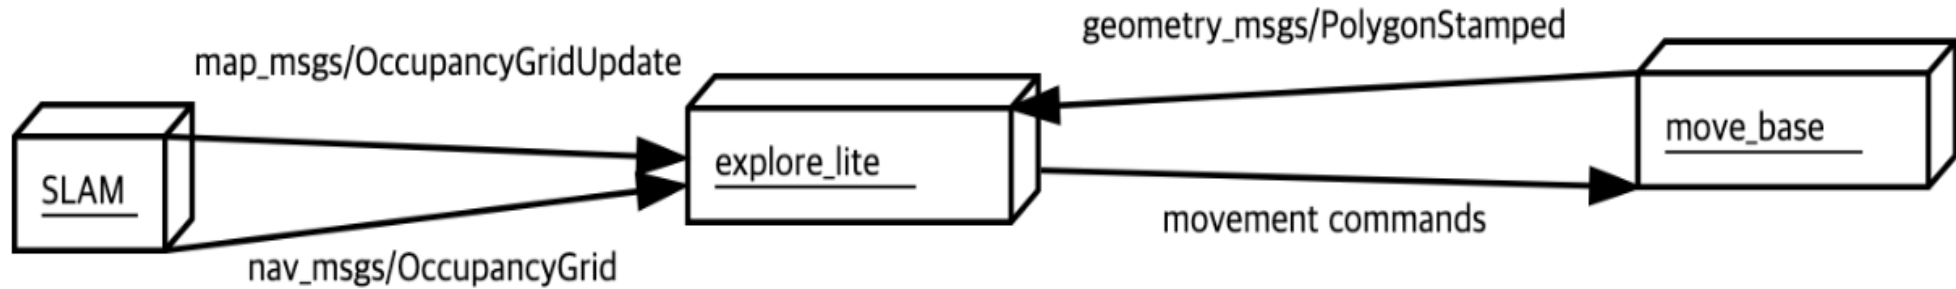 geometry_msgs/PolygonStamped
map_msgs/OccupancyGridUpdate
move_base
explore_lite
SLAM
movement commands
nav_msgs/OccupancyGrid